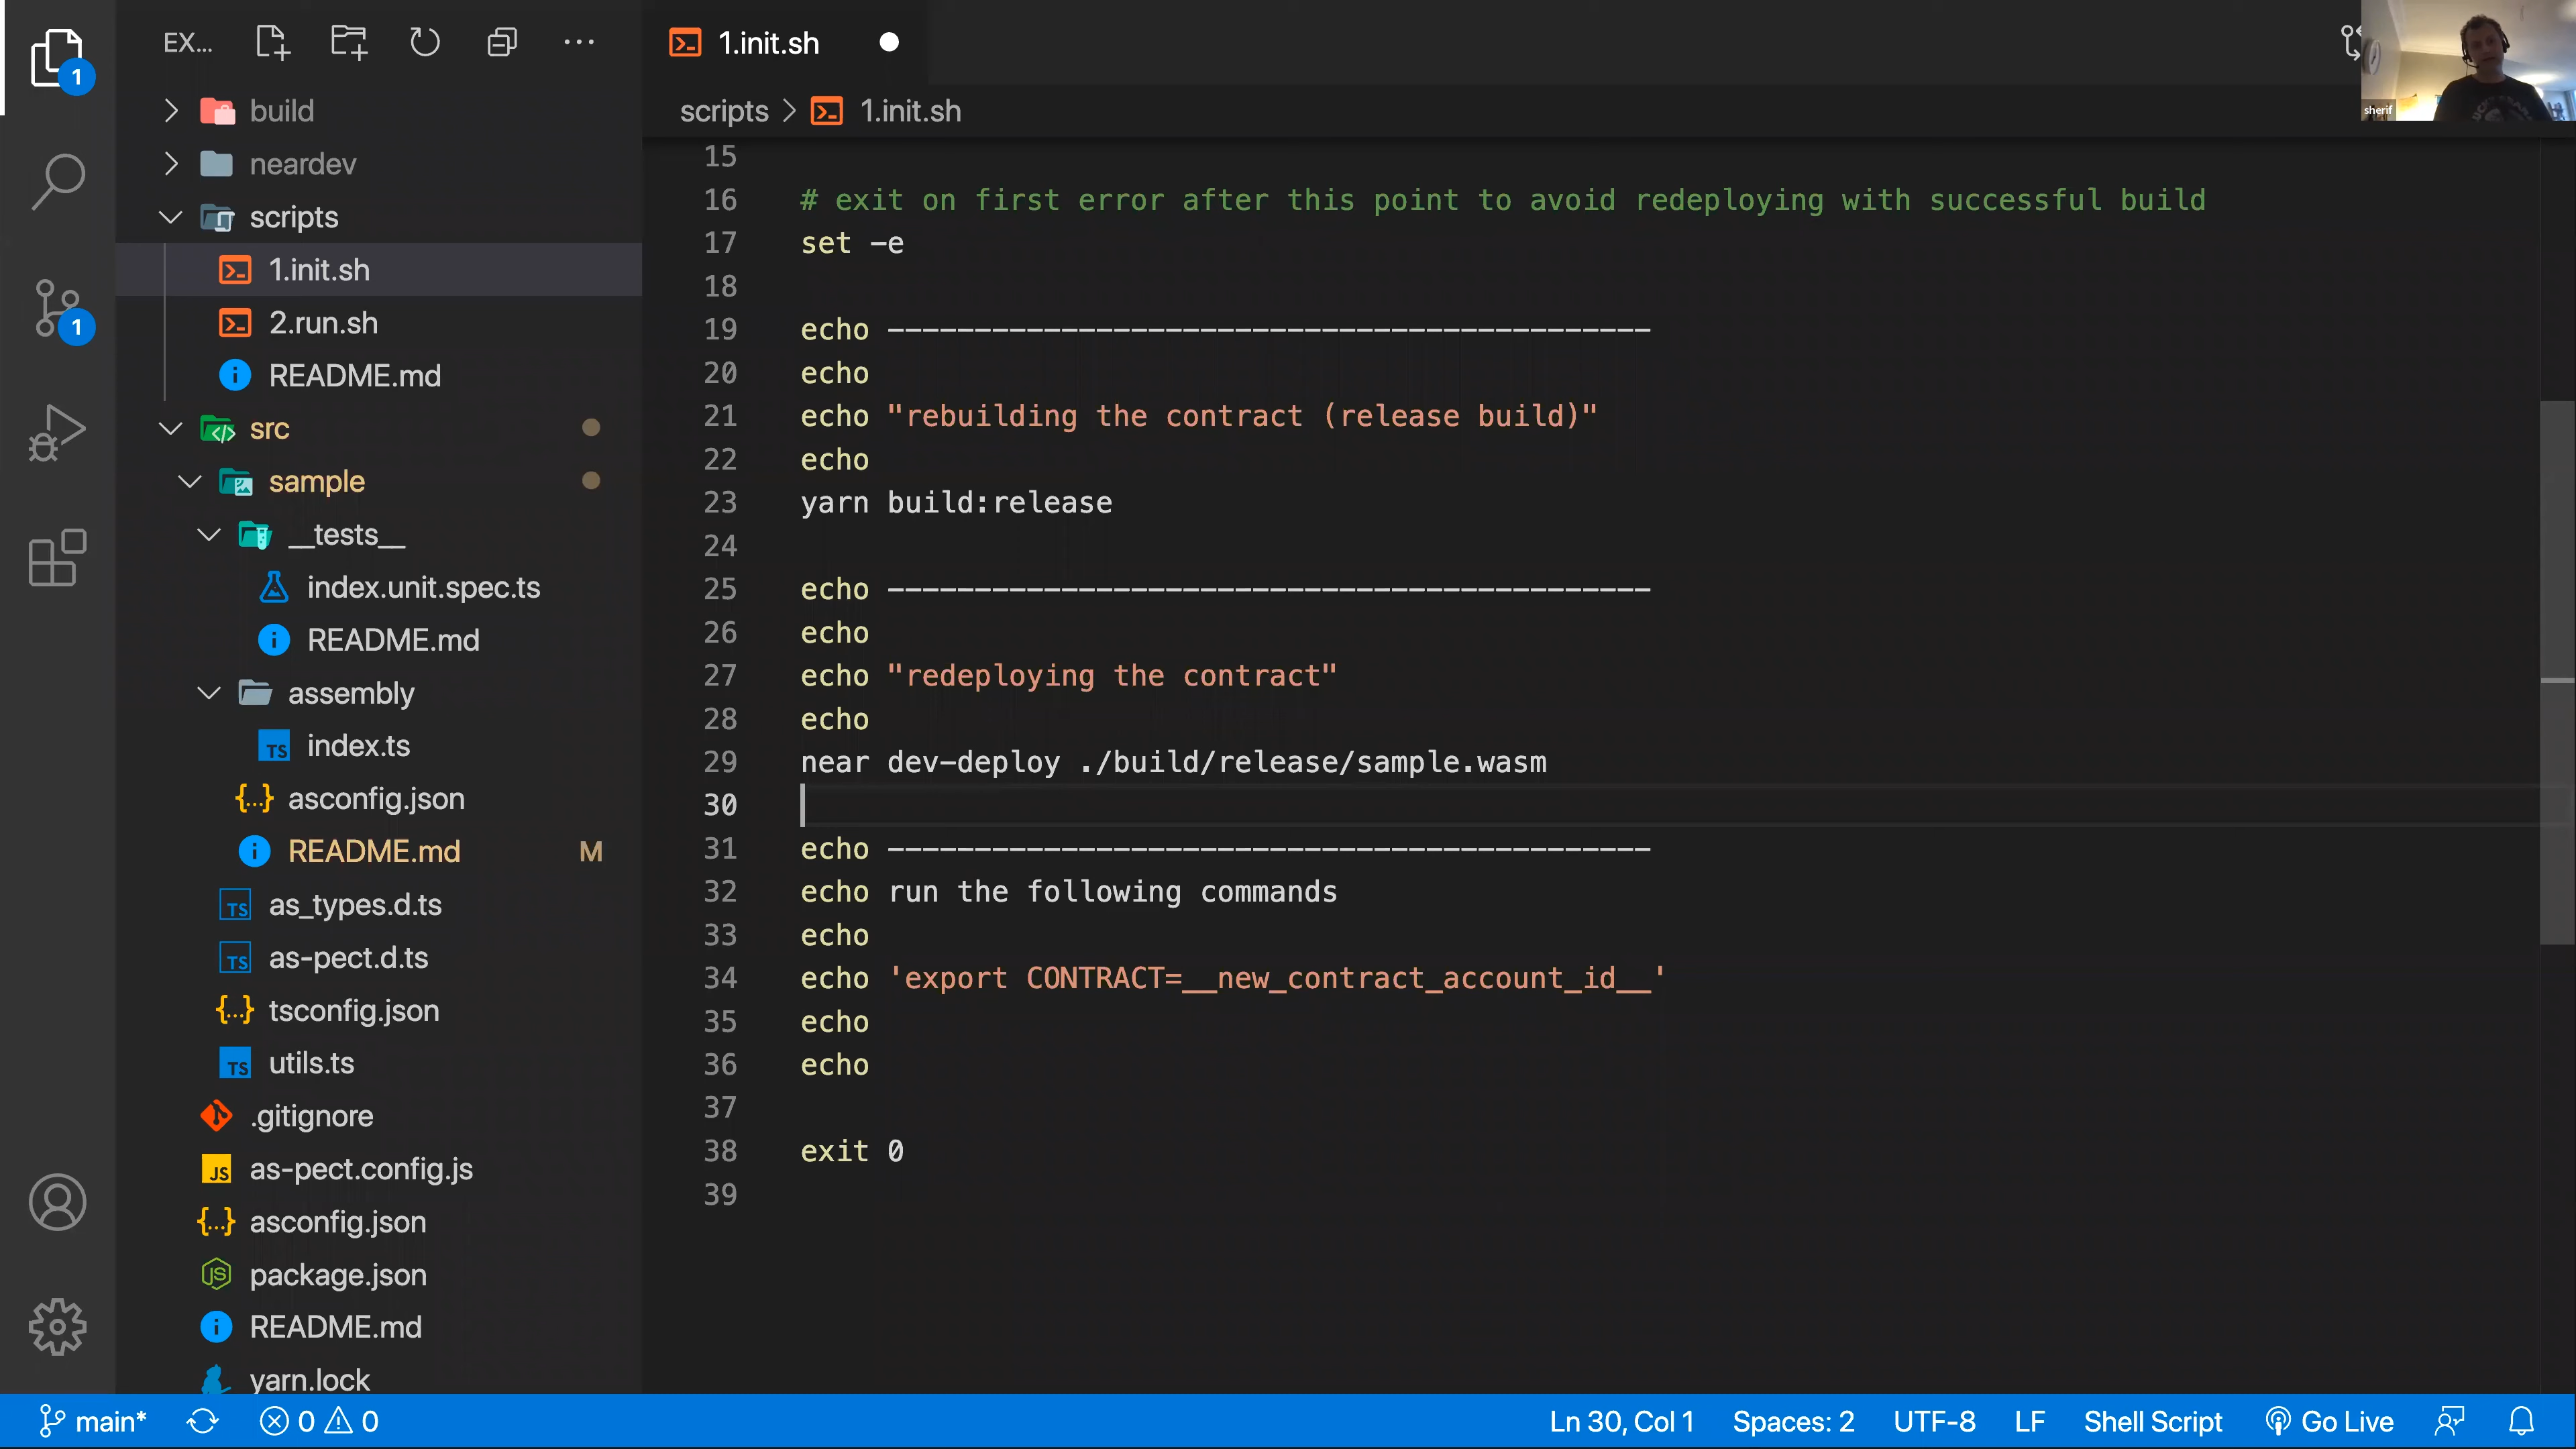 EX...
1
1
build
neardev
scripts
1.init.sh
2.run.sh
README.md
src
sample
__tests__
index.unit.spec.ts
README.md
assembly
index.ts
asconfig.json
README.md M
as_types.d.ts
as-pect.d.ts
tsconfig.json
utils.ts
.gitignore
as-pect.config.js
asconfig.json
package.json
README.md
yarn.lock
1.init.sh
sherif
scripts > 1.init.sh
15
16 # exit on first error after this point to avoid redeploying with successful build
17 set -e
18
19 echo --------------------------------------------
20 echo
21 echo "rebuilding the contract (release build)"
22 echo
23 yarn build:release
24
25 echo --------------------------------------------
26 echo
27 echo "redeploying the contract"
28 echo
29 near dev-deploy ./build/release/sample.wasm
30
31 echo --------------------------------------------
32 echo run the following commands
33 echo
34 echo 'export CONTRACT=__new_contract_account_id__'
35 echo
36 echo
37
38 exit 0
39
main* 0 0 Ln 30, Col 1 Spaces: 2 UTF-8 LF Shell Script Go Live